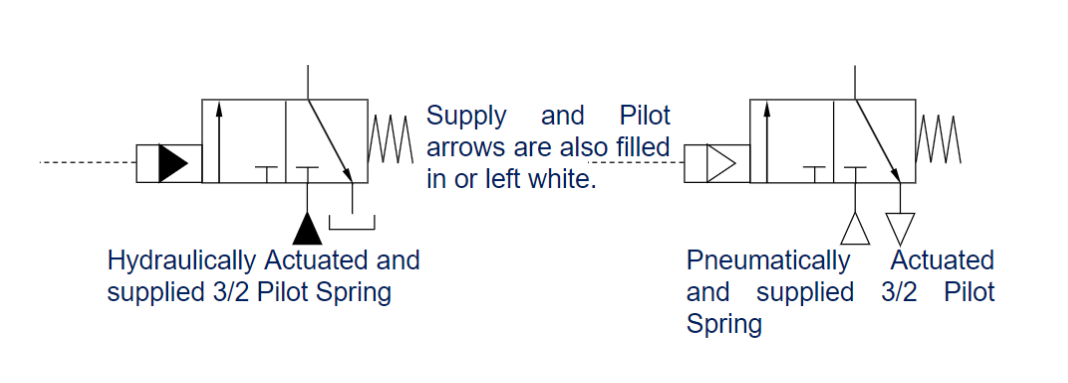 Supply and Pilot
arrows are also filled
in or left white.
Hydraulically Actuated and
supplied 3/2 Pilot Spring
Pneumatically Actuated
and supplied 3/2 Pilot
Spring